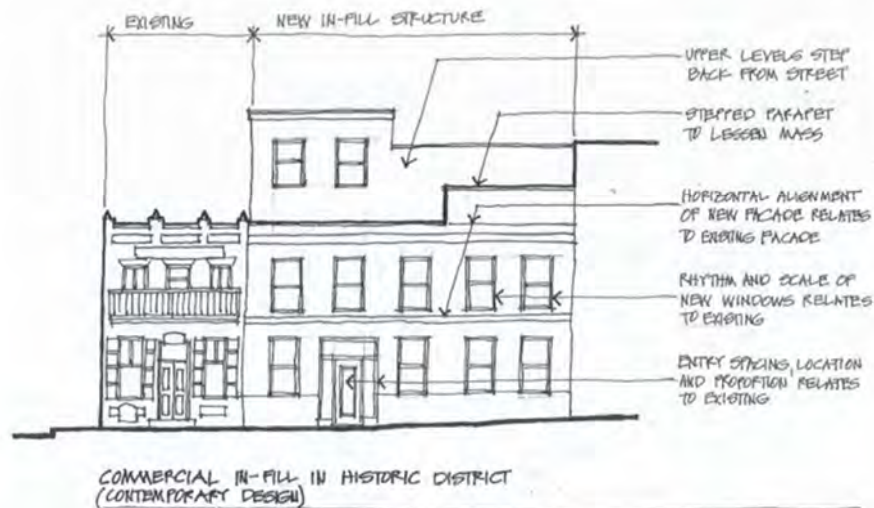 EXISTING
NEW IN-FILL STRUCTURE
UPPER LEVELS STEP
BACK FROM STREET
STEPPED PARAPET
TO LESSEN MASS
HORIZONTAL ALIGNMENT
OF NEW FACADE RELATES
TO EXISTING FACADE
RHYTHM AND SCALE OF
NEW WINDOWS RELATES
TO EXISTING
ENTRY SPACING, LOCATION
AND PROPORTION RELATES
TO EXISTING
COMMERCIAL IN-FILL IN HISTORIC DISTRICT
(CONTEMPORARY DESIGN)